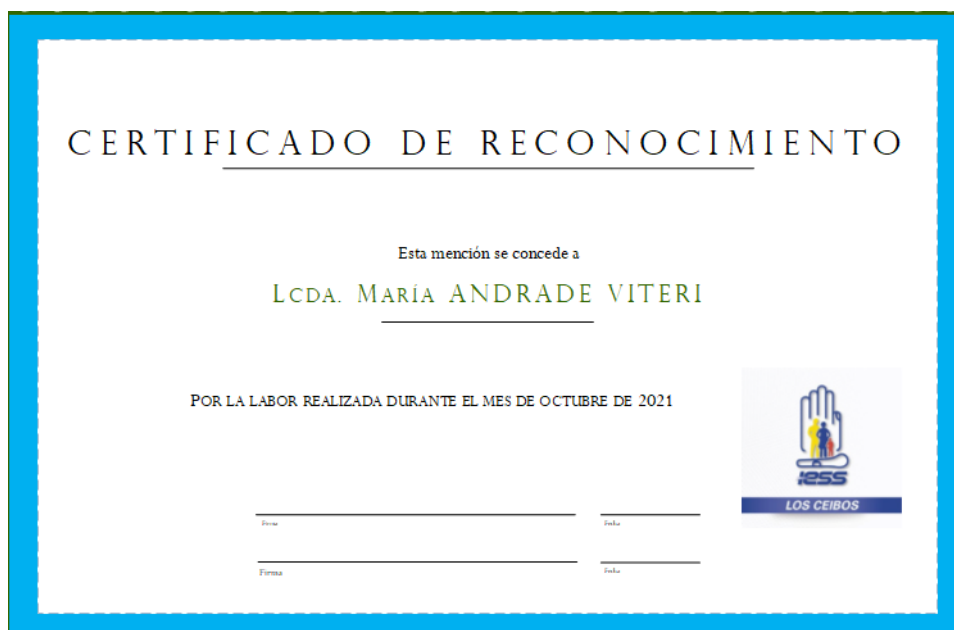 CERTIFICADO DE RECONOCIMIENTO
Esta mención se concede a
Lcda. María ANDRADE VITERI
Por la labor realizada durante el mes de octubre de 2021
IESS
LOS CEIBOS
Firma Fecha
Firma Fecha